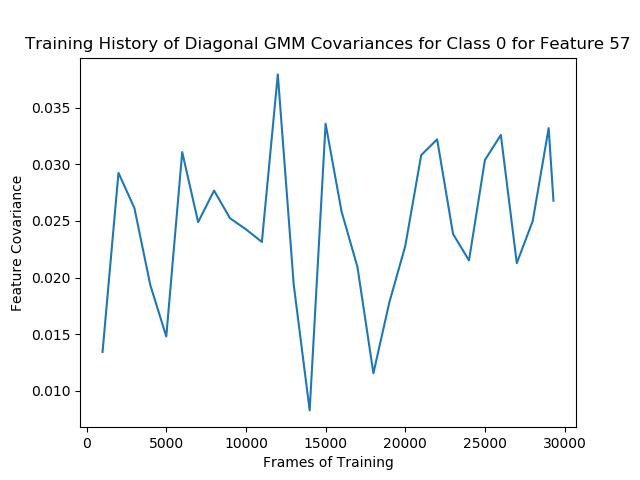 Training History of Diagonal GMM Covariances for Class 0 for Feature 57
0.035
0.030
0.025
0.020
0.015
0.010
Feature Covariance
0 5000 10000 15000 20000 25000 30000
Frames of Training